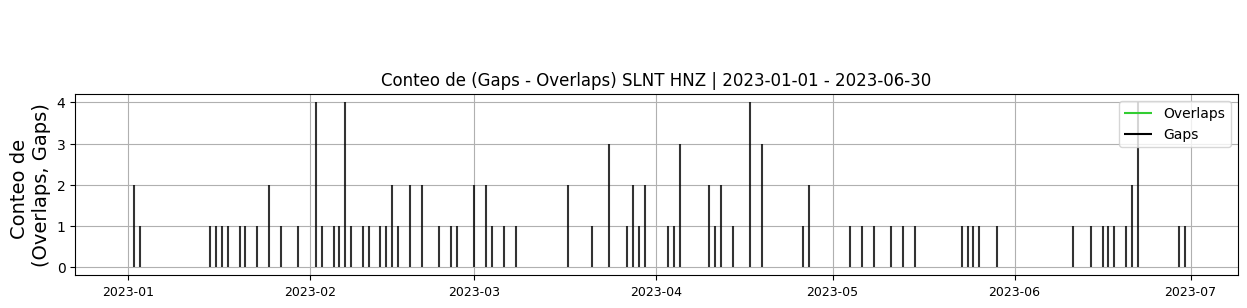 Conteo de (Gaps - Overlaps) SLNT HNZ | 2023-01-01 - 2023-06-30
Conteo de
(Overlaps, Gaps)
4
3
2
1
0
Overlaps
Gaps
2023-01
2023-02
2023-03
2023-04
2023-05
2023-06
2023-07